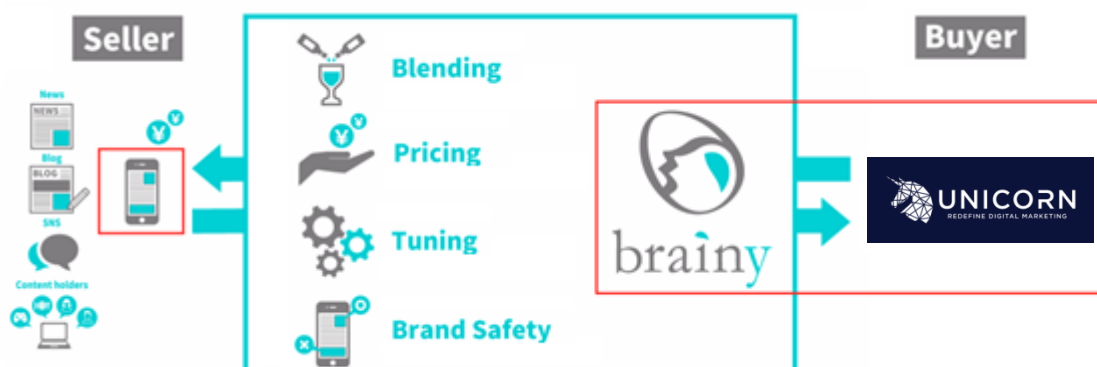 Seller
Buyer
News
NEWS
Blog
BLOG
SNS
Content holders
¥ ¥
Blending
¥ ¥
Pricing
Tuning
Brand Safety
brainy
UNICORN
REDEFINE DIGITAL MARKETING